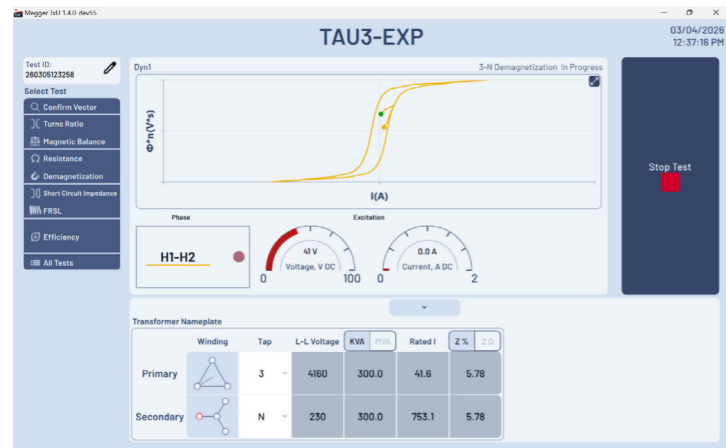 Megger TxU 1.4.0-dev55
TAU3-EXP
03/04/2026
12:37:16 PM
Test ID:
260305123258
Select Test
Confirm Vector
Turns Ratio
Magnetic Balance
Resistance
Demagnetization
Short Circuit Impedance
FRSL
Efficiency
All Tests
Dyn1
3-N Demagnetization In Progress
Φ*n(V*s)
I(A)
Phase
Excitation
H1-H2
41 V
Voltage, V DC
0
100
0.0 A
Current, A DC
0
2
Stop Test
Transformer Nameplate
Winding Tap L-L Voltage KVA MVA Rated I Z % Z Ω
Primary 3 4160 300.0 41.6 5.78
Secondary N 230 300.0 753.1 5.78